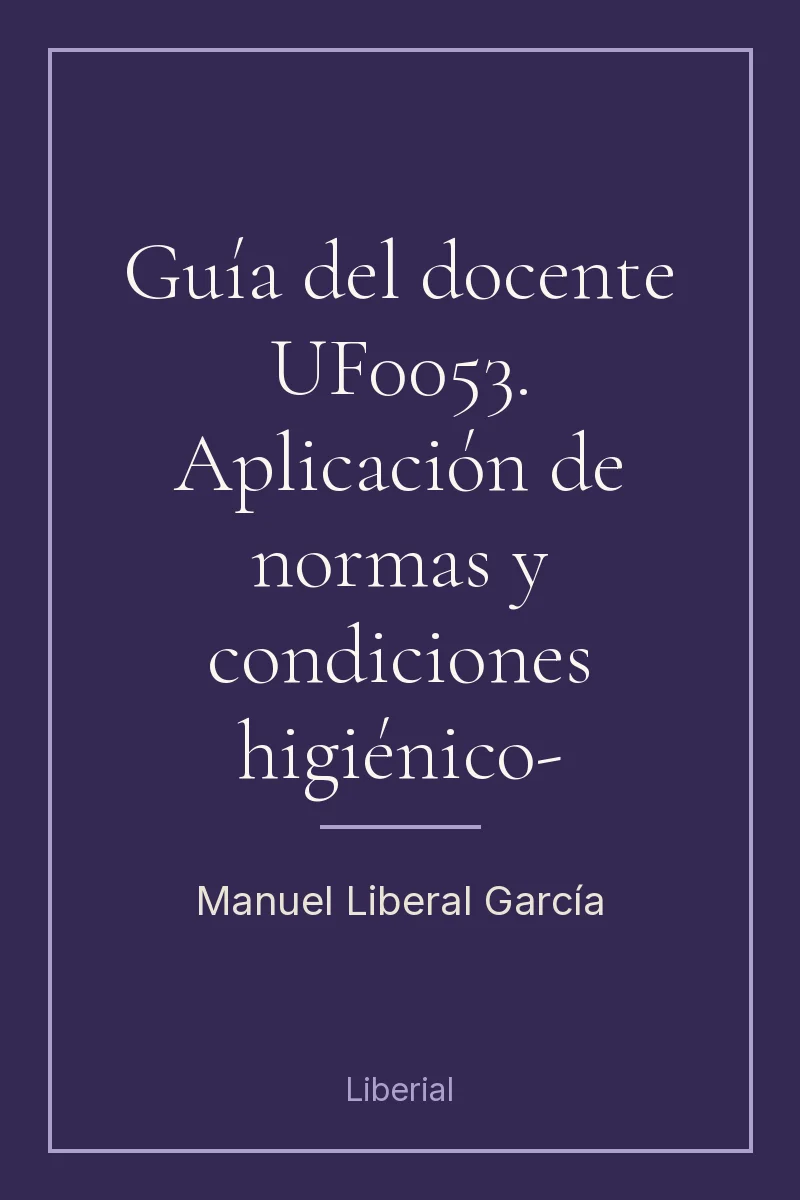 Guía del docente
UF0053.
Aplicación de
normas y
condiciones
higiénico-
Manuel Liberal García
Liberial